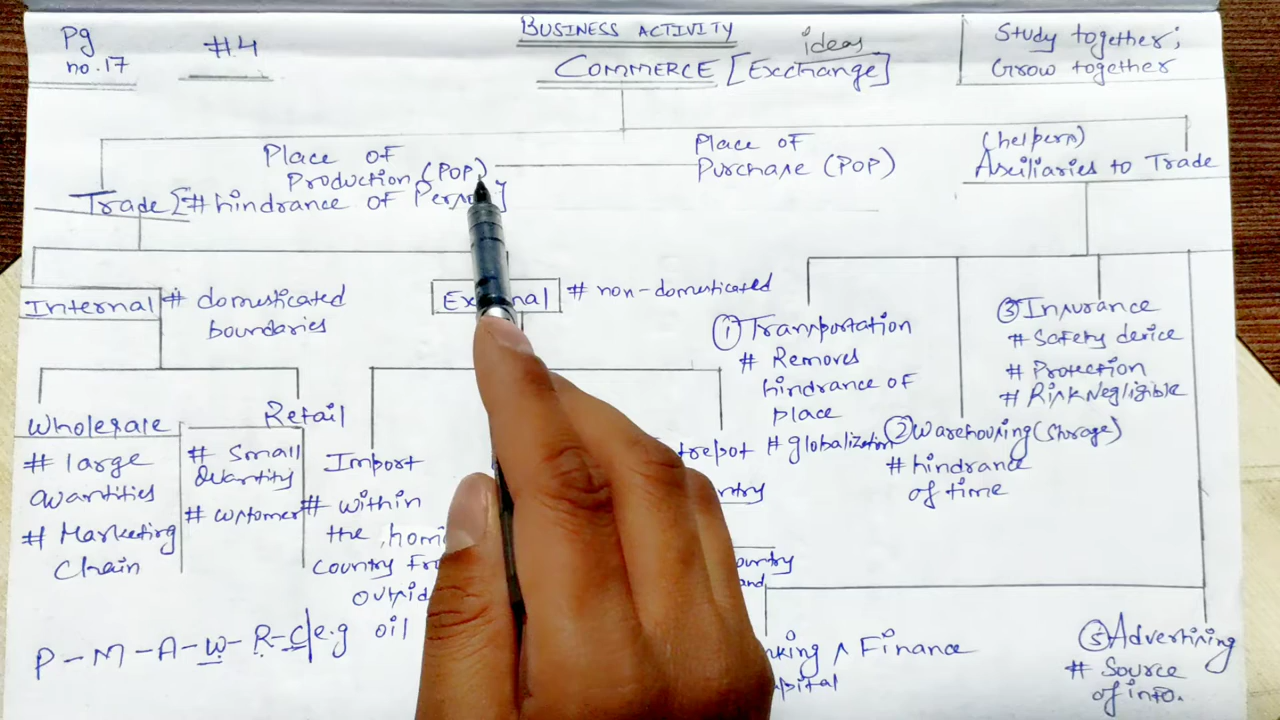 Pg
no.17
#4
BUSINESS ACTIVITY
ideas
COMMERCE [Exchange]
Study together;
Grow together
Place of
Production (POP)
Place of
Purchase (POP)
(helpers)
Auxiliaries to Trade
Trade [# hindrance of
Internal # domesticated
boundaries
# non-domesticated
Wholesale
# large
quantities
# Marketing
Chain
Retail
# Small
Quantity
# customer
Import
# within
the
country
① Transportation
# Removes
hindrance of
place
# globalization
② Warehousing (Storage)
# hindrance
of time
③ Insurance
# Safety device
# Protection
# Risk Negligible
P - M - A - W - R - C/e.g oil
Finance
⑤ Advertising
# Source
of info.